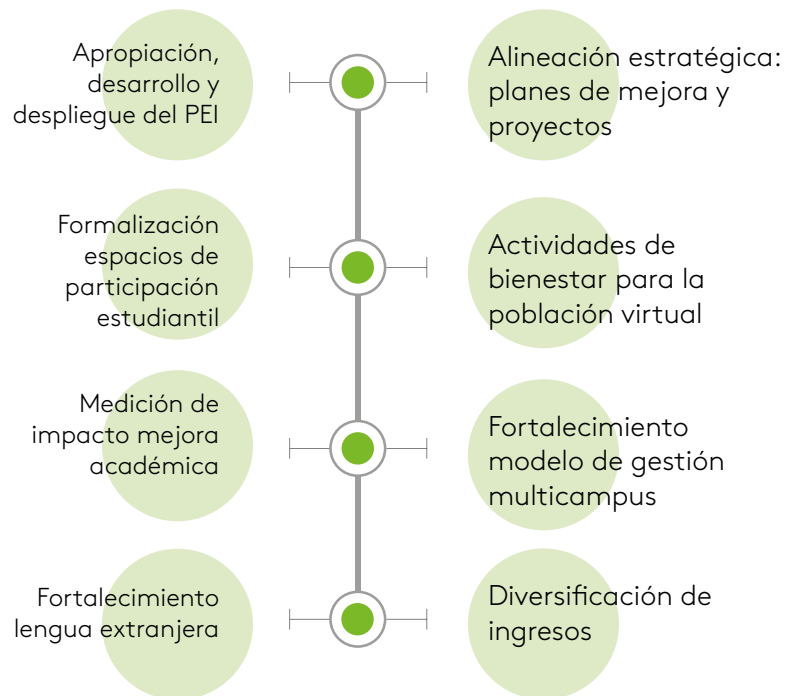 Apropiación,
desarrollo y
despliegue del PEI
Alineación estratégica:
planes de mejora y
proyectos
Formalización
espacios de
participación
estudiantil
Actividades de
bienestar para la
población virtual
Medición de
impacto mejora
académica
Fortalecimiento
modelo de gestión
multicampus
Fortalecimiento
lengua extranjera
Diversificación de
ingresos